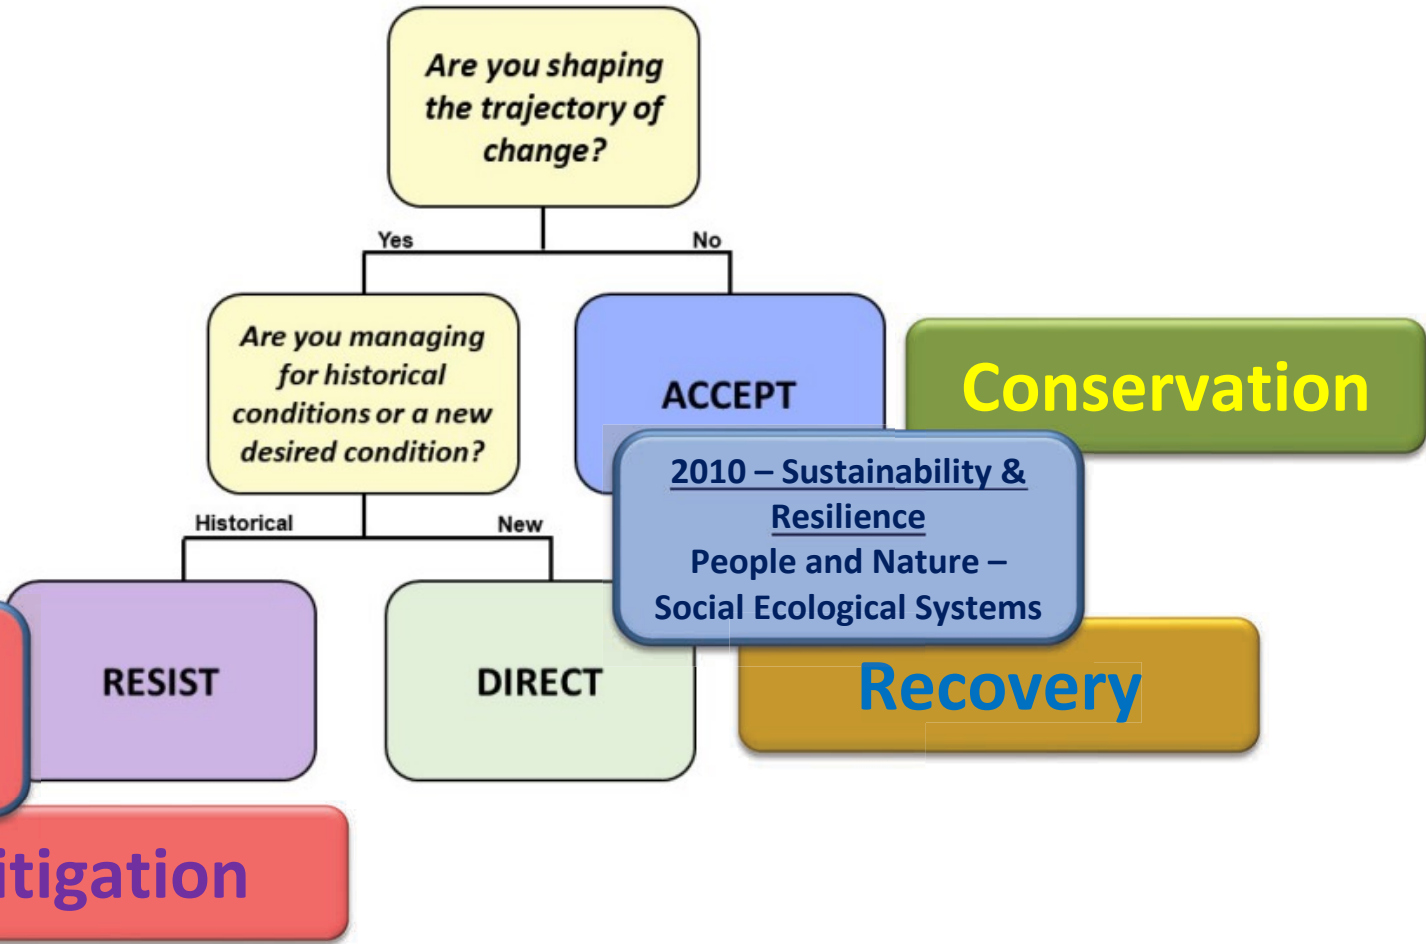 Are you shaping
the trajectory of
change?
Yes
No
Are you managing
for historical
conditions or a new
desired condition?
ACCEPT
Conservation
2010 – Sustainability &
Resilience
People and Nature –
Social Ecological Systems
Historical
New
RESIST
DIRECT
Recovery
itigation